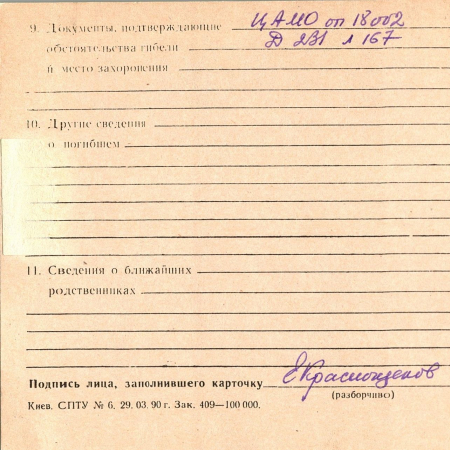 9. Документы, подтверждающие ЦАМО оп 18002
обстоятельства гибели Д 231 л 167
и место захоронения
10. Другие сведения
о погибшем
11. Сведения о ближайших
родственниках
Подпись лица, заполнившего карточку Краснощеков
(разборчиво)
Киев. СПТУ № 6. 29. 03. 90 г. Зак. 409—100 000.